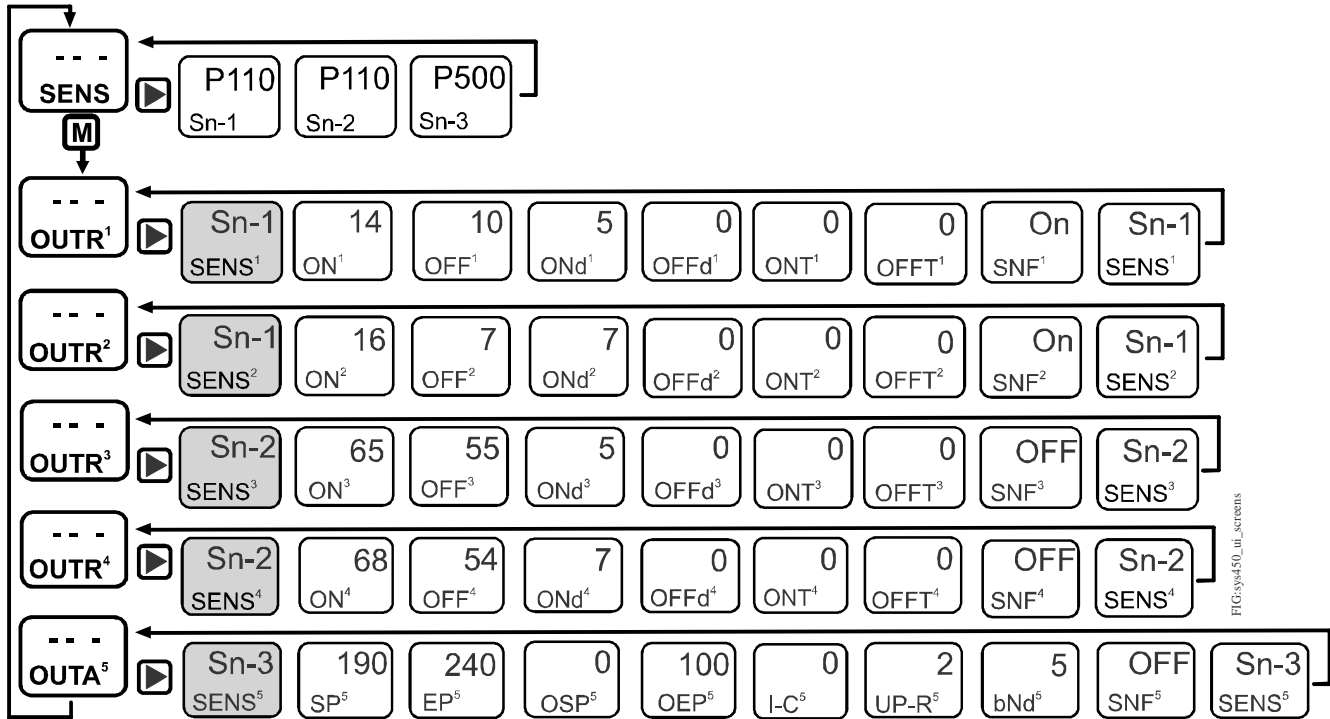 - - -
SENS
P110
Sn-1
P110
Sn-2
P500
Sn-3
M
- - -
OUTR¹
Sn-1
SENS¹
14
ON¹
10
OFF¹
5
ONd¹
0
OFFd¹
0
ONT¹
0
OFFT¹
On
SNF¹
Sn-1
SENS¹
- - -
OUTR²
Sn-1
SENS²
16
ON²
7
OFF²
7
ONd²
0
OFFd²
0
ONT²
0
OFFT²
On
SNF²
Sn-1
SENS²
- - -
OUTR³
Sn-2
SENS³
65
ON³
55
OFF³
5
ONd³
0
OFFd³
0
ONT³
0
OFFT³
OFF
SNF³
Sn-2
SENS³
- - -
OUTR⁴
Sn-2
SENS⁴
68
ON⁴
54
OFF⁴
7
ONd⁴
0
OFFd⁴
0
ONT⁴
0
OFFT⁴
OFF
SNF⁴
Sn-2
SENS⁴
- - -
OUTA⁵
Sn-3
SENS⁵
190
SP⁵
240
EP⁵
0
OSP⁵
100
OEP⁵
0
I-C⁵
2
UP-R⁵
5
bNd⁵
OFF
SNF⁵
Sn-3
SENS⁵
FIG:sys450_ui_screens